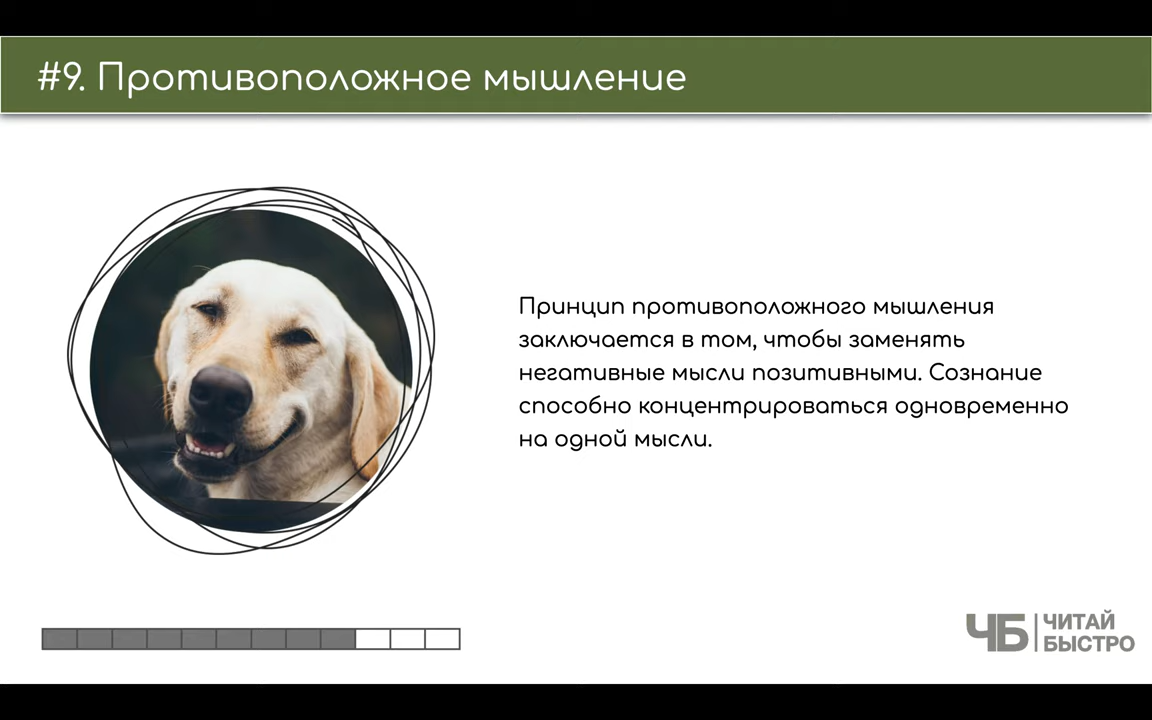 #9. Противоположное мышление
Принцип противоположного мышления
заключается в том, чтобы заменять
негативные мысли позитивными. Сознание
способно концентрироваться одновременно
на одной мысли.
ЧБ
ЧИТАЙ
БЫСТРО